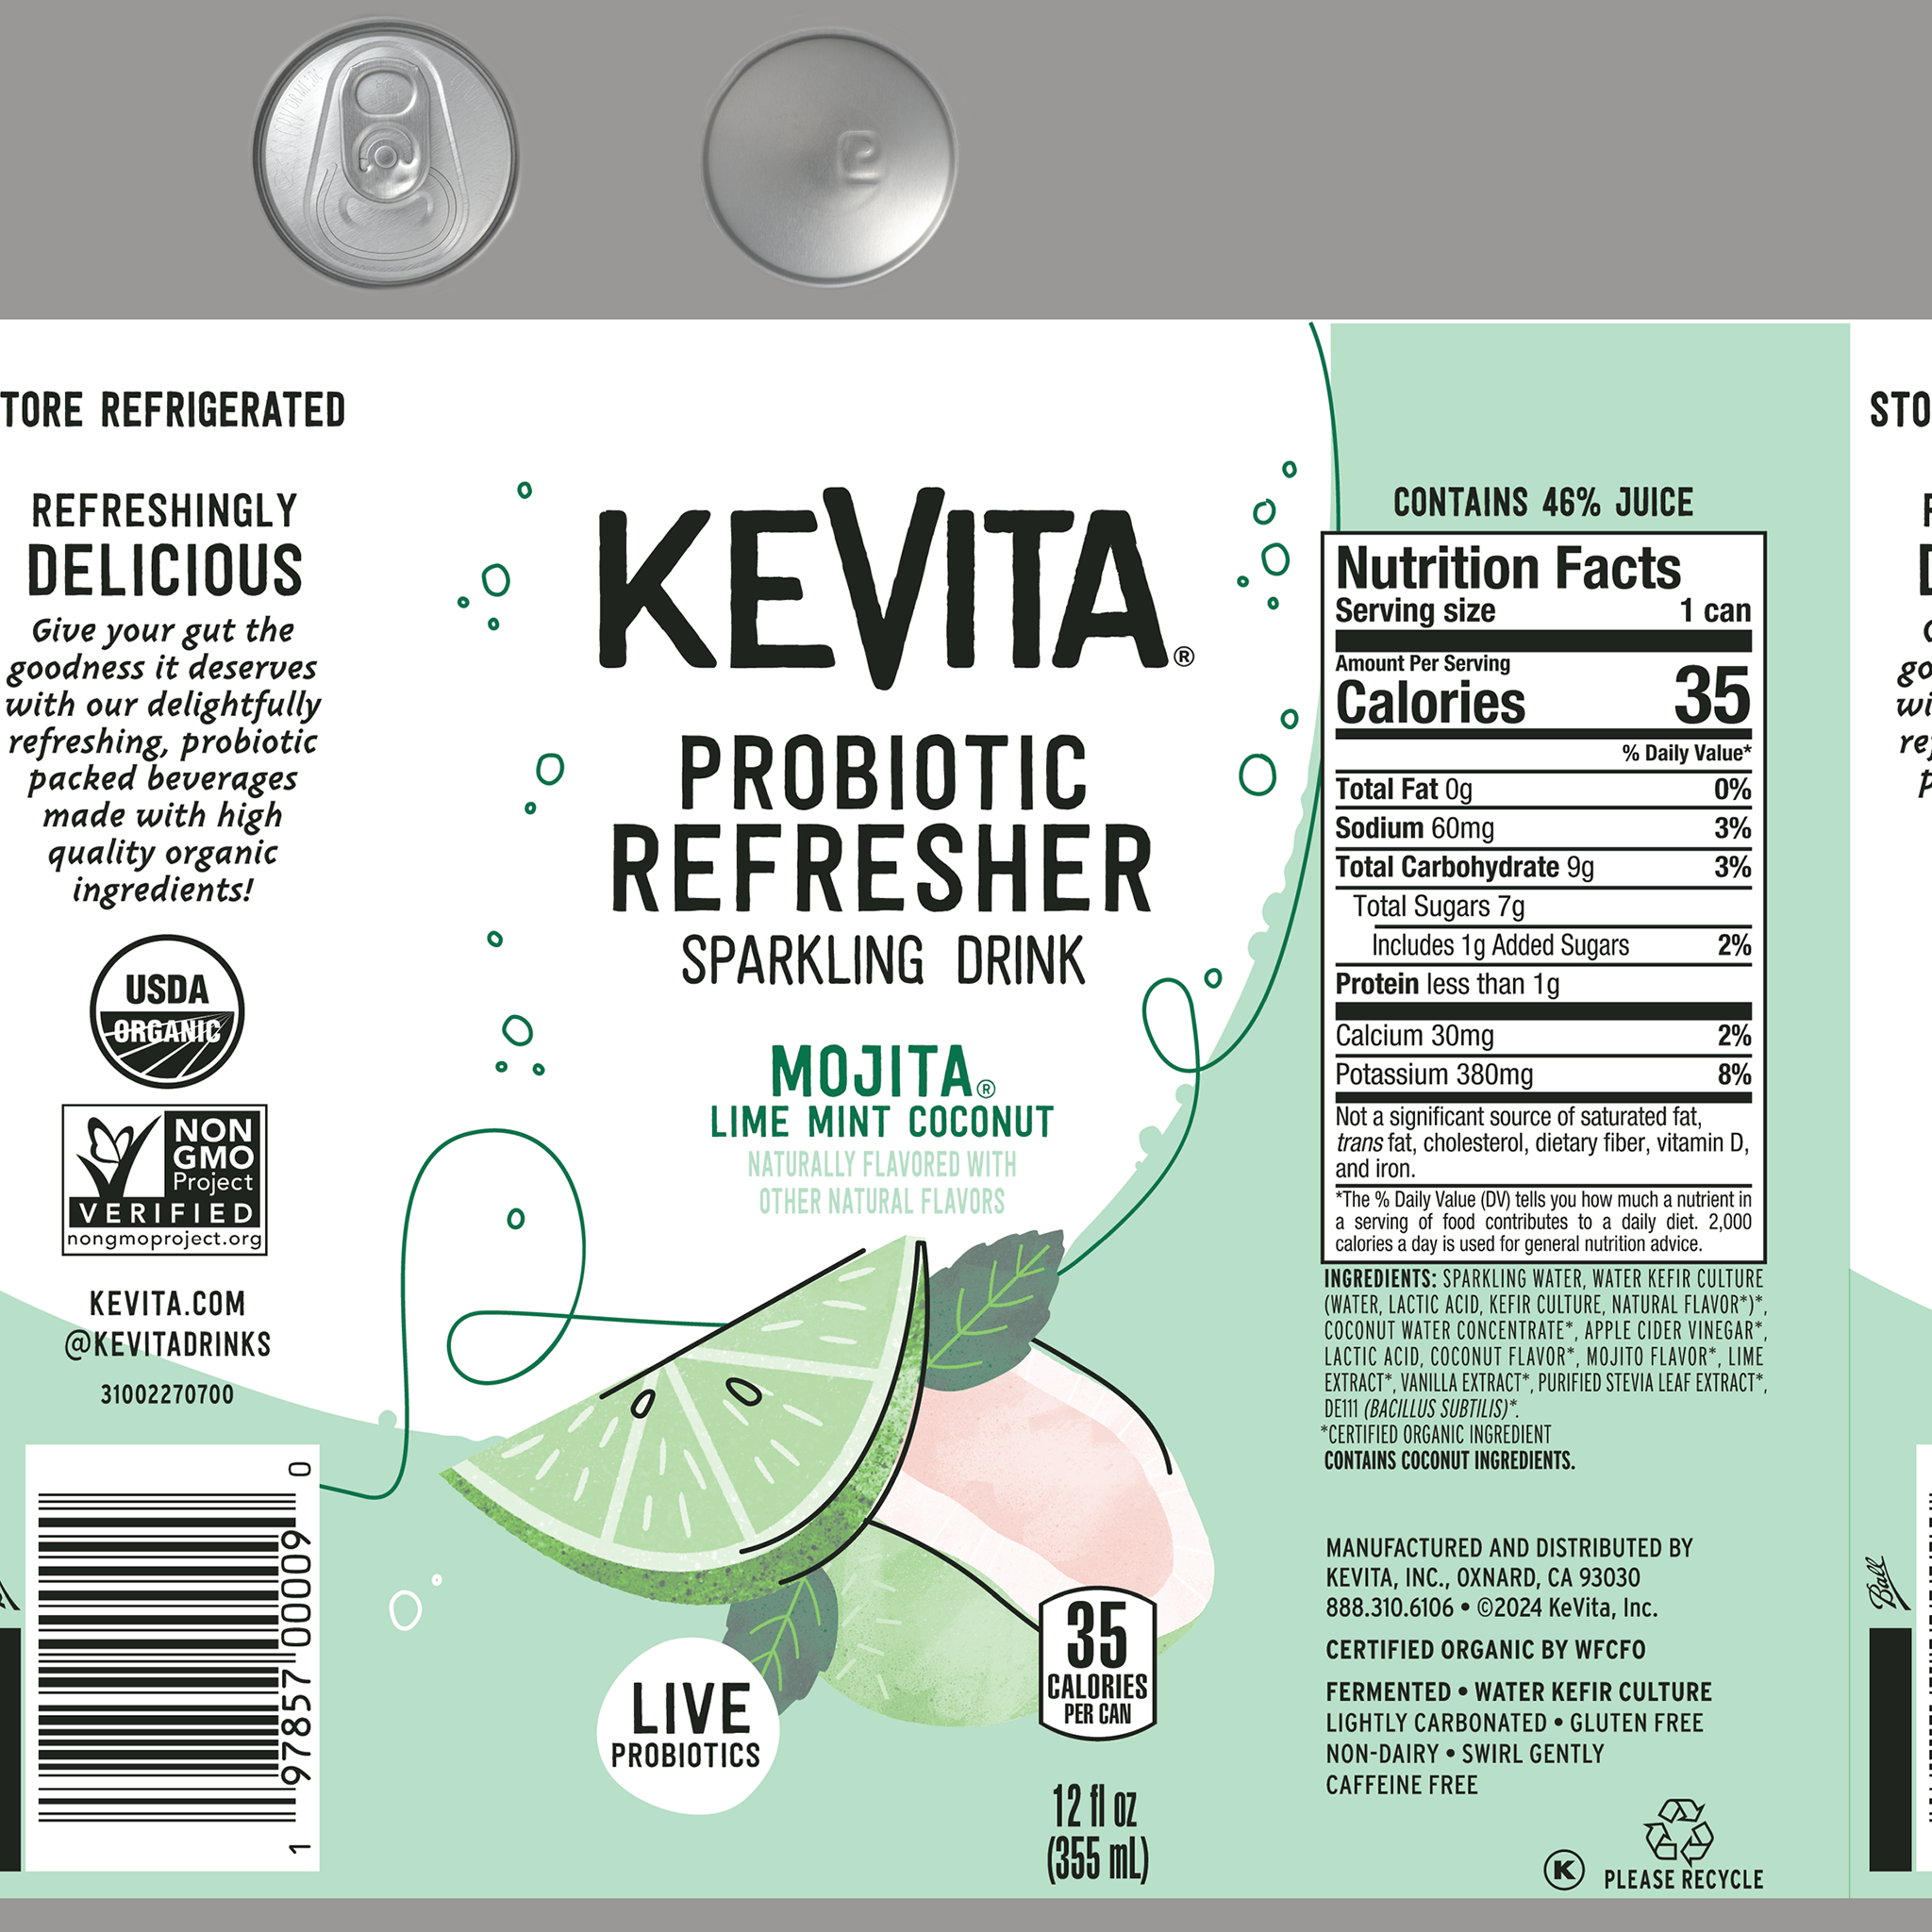 TORE REFRIGERATED
REFRESHINGLY
DELICIOUS
Give your gut the
goodness it deserves
with our delightfully
refreshing, probiotic
packed beverages
made with high
quality organic
ingredients!
USDA
ORGANIC
NON
GMO
Project
VERIFIED
nongmoproject.org
KEVITA.COM
@KEVITADRINKS
31002270700
1 97857 00009 0
KEVITA®
PROBIOTIC
REFRESHER
SPARKLING DRINK
MOJITA®
LIME MINT COCONUT
NATURALLY FLAVORED WITH
OTHER NATURAL FLAVORS
LIVE
PROBIOTICS
35
CALORIES
PER CAN
12 fl oz
(355 mL)
CONTAINS 46% JUICE
Nutrition Facts
Serving size 1 can
Amount Per Serving
Calories 35
% Daily Value*
Total Fat 0g 0%
Sodium 60mg 3%
Total Carbohydrate 9g 3%
Total Sugars 7g
Includes 1g Added Sugars 2%
Protein less than 1g
Calcium 30mg 2%
Potassium 380mg 8%
Not a significant source of saturated fat,
trans fat, cholesterol, dietary fiber, vitamin D,
and iron.
*The % Daily Value (DV) tells you how much a nutrient in
a serving of food contributes to a daily diet. 2,000
calories a day is used for general nutrition advice.
INGREDIENTS: SPARKLING WATER, WATER KEFIR CULTURE
(WATER, LACTIC ACID, KEFIR CULTURE, NATURAL FLAVOR*)*,
COCONUT WATER CONCENTRATE*, APPLE CIDER VINEGAR*,
LACTIC ACID, COCONUT FLAVOR*, MOJITO FLAVOR*, LIME
EXTRACT*, VANILLA EXTRACT*, PURIFIED STEVIA LEAF EXTRACT*,
DE111 (BACILLUS SUBTILIS)*.
*CERTIFIED ORGANIC INGREDIENT
CONTAINS COCONUT INGREDIENTS.
MANUFACTURED AND DISTRIBUTED BY
KEVITA, INC., OXNARD, CA 93030
888.310.6106 • ©2024 KeVita, Inc.
CERTIFIED ORGANIC BY WFCFO
FERMENTED • WATER KEFIR CULTURE
LIGHTLY CARBONATED • GLUTEN FREE
NON-DAIRY • SWIRL GENTLY
CAFFEINE FREE
K
PLEASE RECYCLE
STO
go
wi
Ball